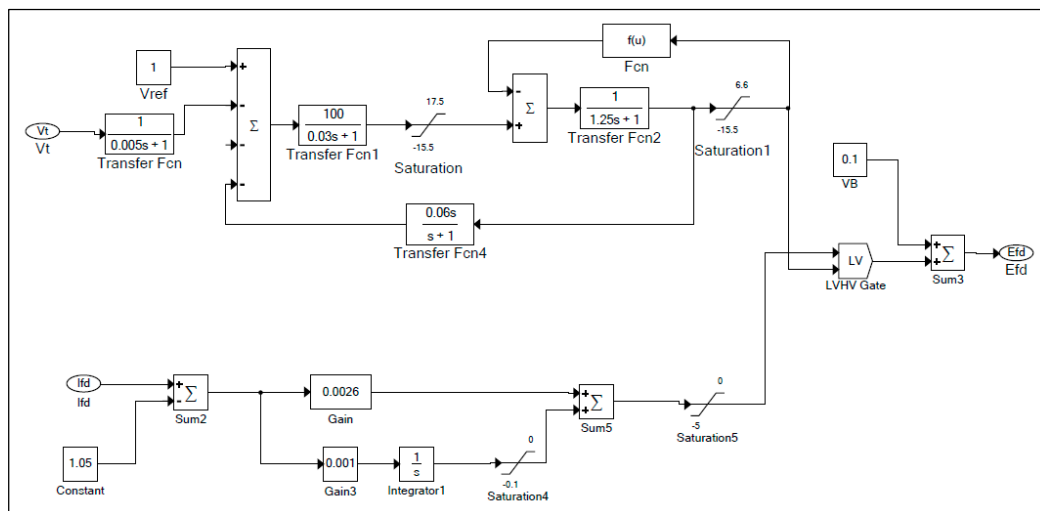 f(u)
Fcn
1
Vref
+
-
-
-
Σ
Vt
Vt
1
0.005s + 1
Transfer Fcn
100
0.03s + 1
Transfer Fcn1
17.5
-15.5
Saturation
-
+
Σ
1
1.25s + 1
Transfer Fcn2
6.6
-15.5
Saturation1
0.06s
s + 1
Transfer Fcn4
0.1
VB
LV
LVHV Gate
+
+
Σ
Sum3
Efd
Efd
Ifd
Ifd
+
-
Σ
Sum2
1.05
Constant
0.0026
Gain
0.001
Gain3
1
s
Integrator1
0
-0.1
Saturation4
+
+
Σ
Sum5
0
-5
Saturation5